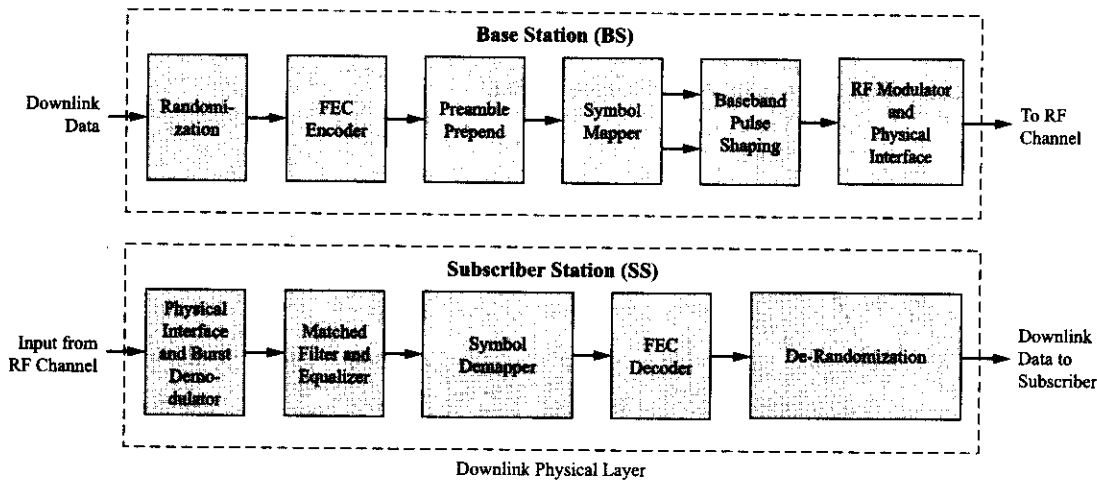 Base Station (BS)
Downlink
Data
Randomi-
zation
FEC
Encoder
Preamble
Prepend
Symbol
Mapper
Baseband
Pulse
Shaping
RF Modulator
and
Physical
Interface
To RF
Channel
Subscriber Station (SS)
Input from
RF Channel
Physical
Interface
and Burst
Demo-
dulator
Matched
Filter and
Equalizer
Symbol
Demapper
FEC
Decoder
De-Randomization
Downlink
Data to
Subscriber
Downlink Physical Layer